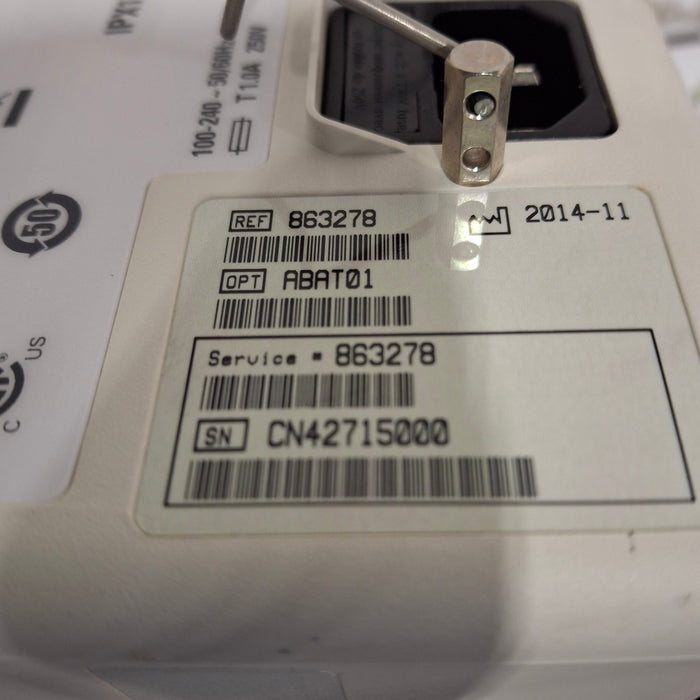 IPX1
100-240 ~ 50/60Hz
T1.0A 250V
50
C
US
REF 863278
2014-11
OPT ABAT01
Service # 863278
SN CN42715000